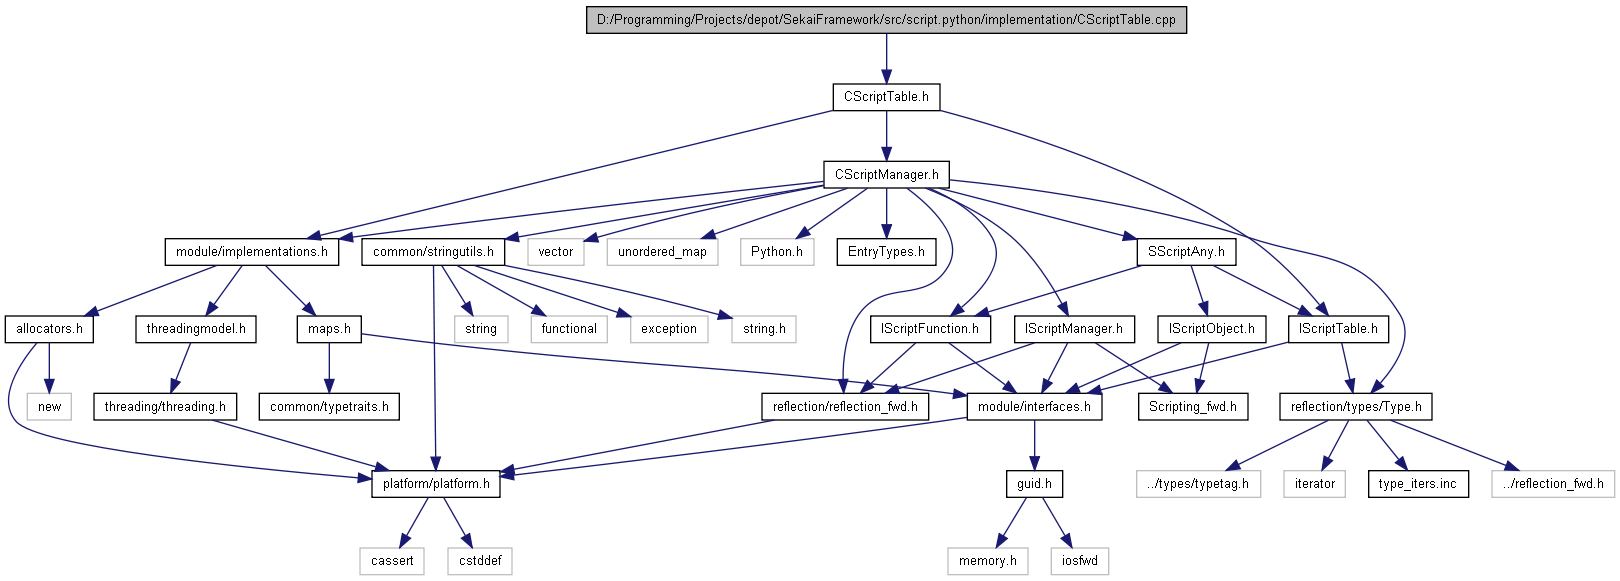 D:/Programming/Projects/depot/SekaiFramework/src/script.python/implementation/CScriptTable.cpp
CScriptTable.h
CScriptManager.h
module/implementations.h
common/stringutils.h
vector
unordered_map
Python.h
EntryTypes.h
SScriptAny.h
allocators.h
threadingmodel.h
maps.h
string
functional
exception
string.h
IScriptFunction.h
IScriptManager.h
IScriptObject.h
IScriptTable.h
new
threading/threading.h
common/typetraits.h
reflection/reflection_fwd.h
module/interfaces.h
Scripting_fwd.h
reflection/types/Type.h
platform/platform.h
guid.h
../types/typetag.h
iterator
type_iters.inc
../reflection_fwd.h
cassert
cstddef
memory.h
iosfwd